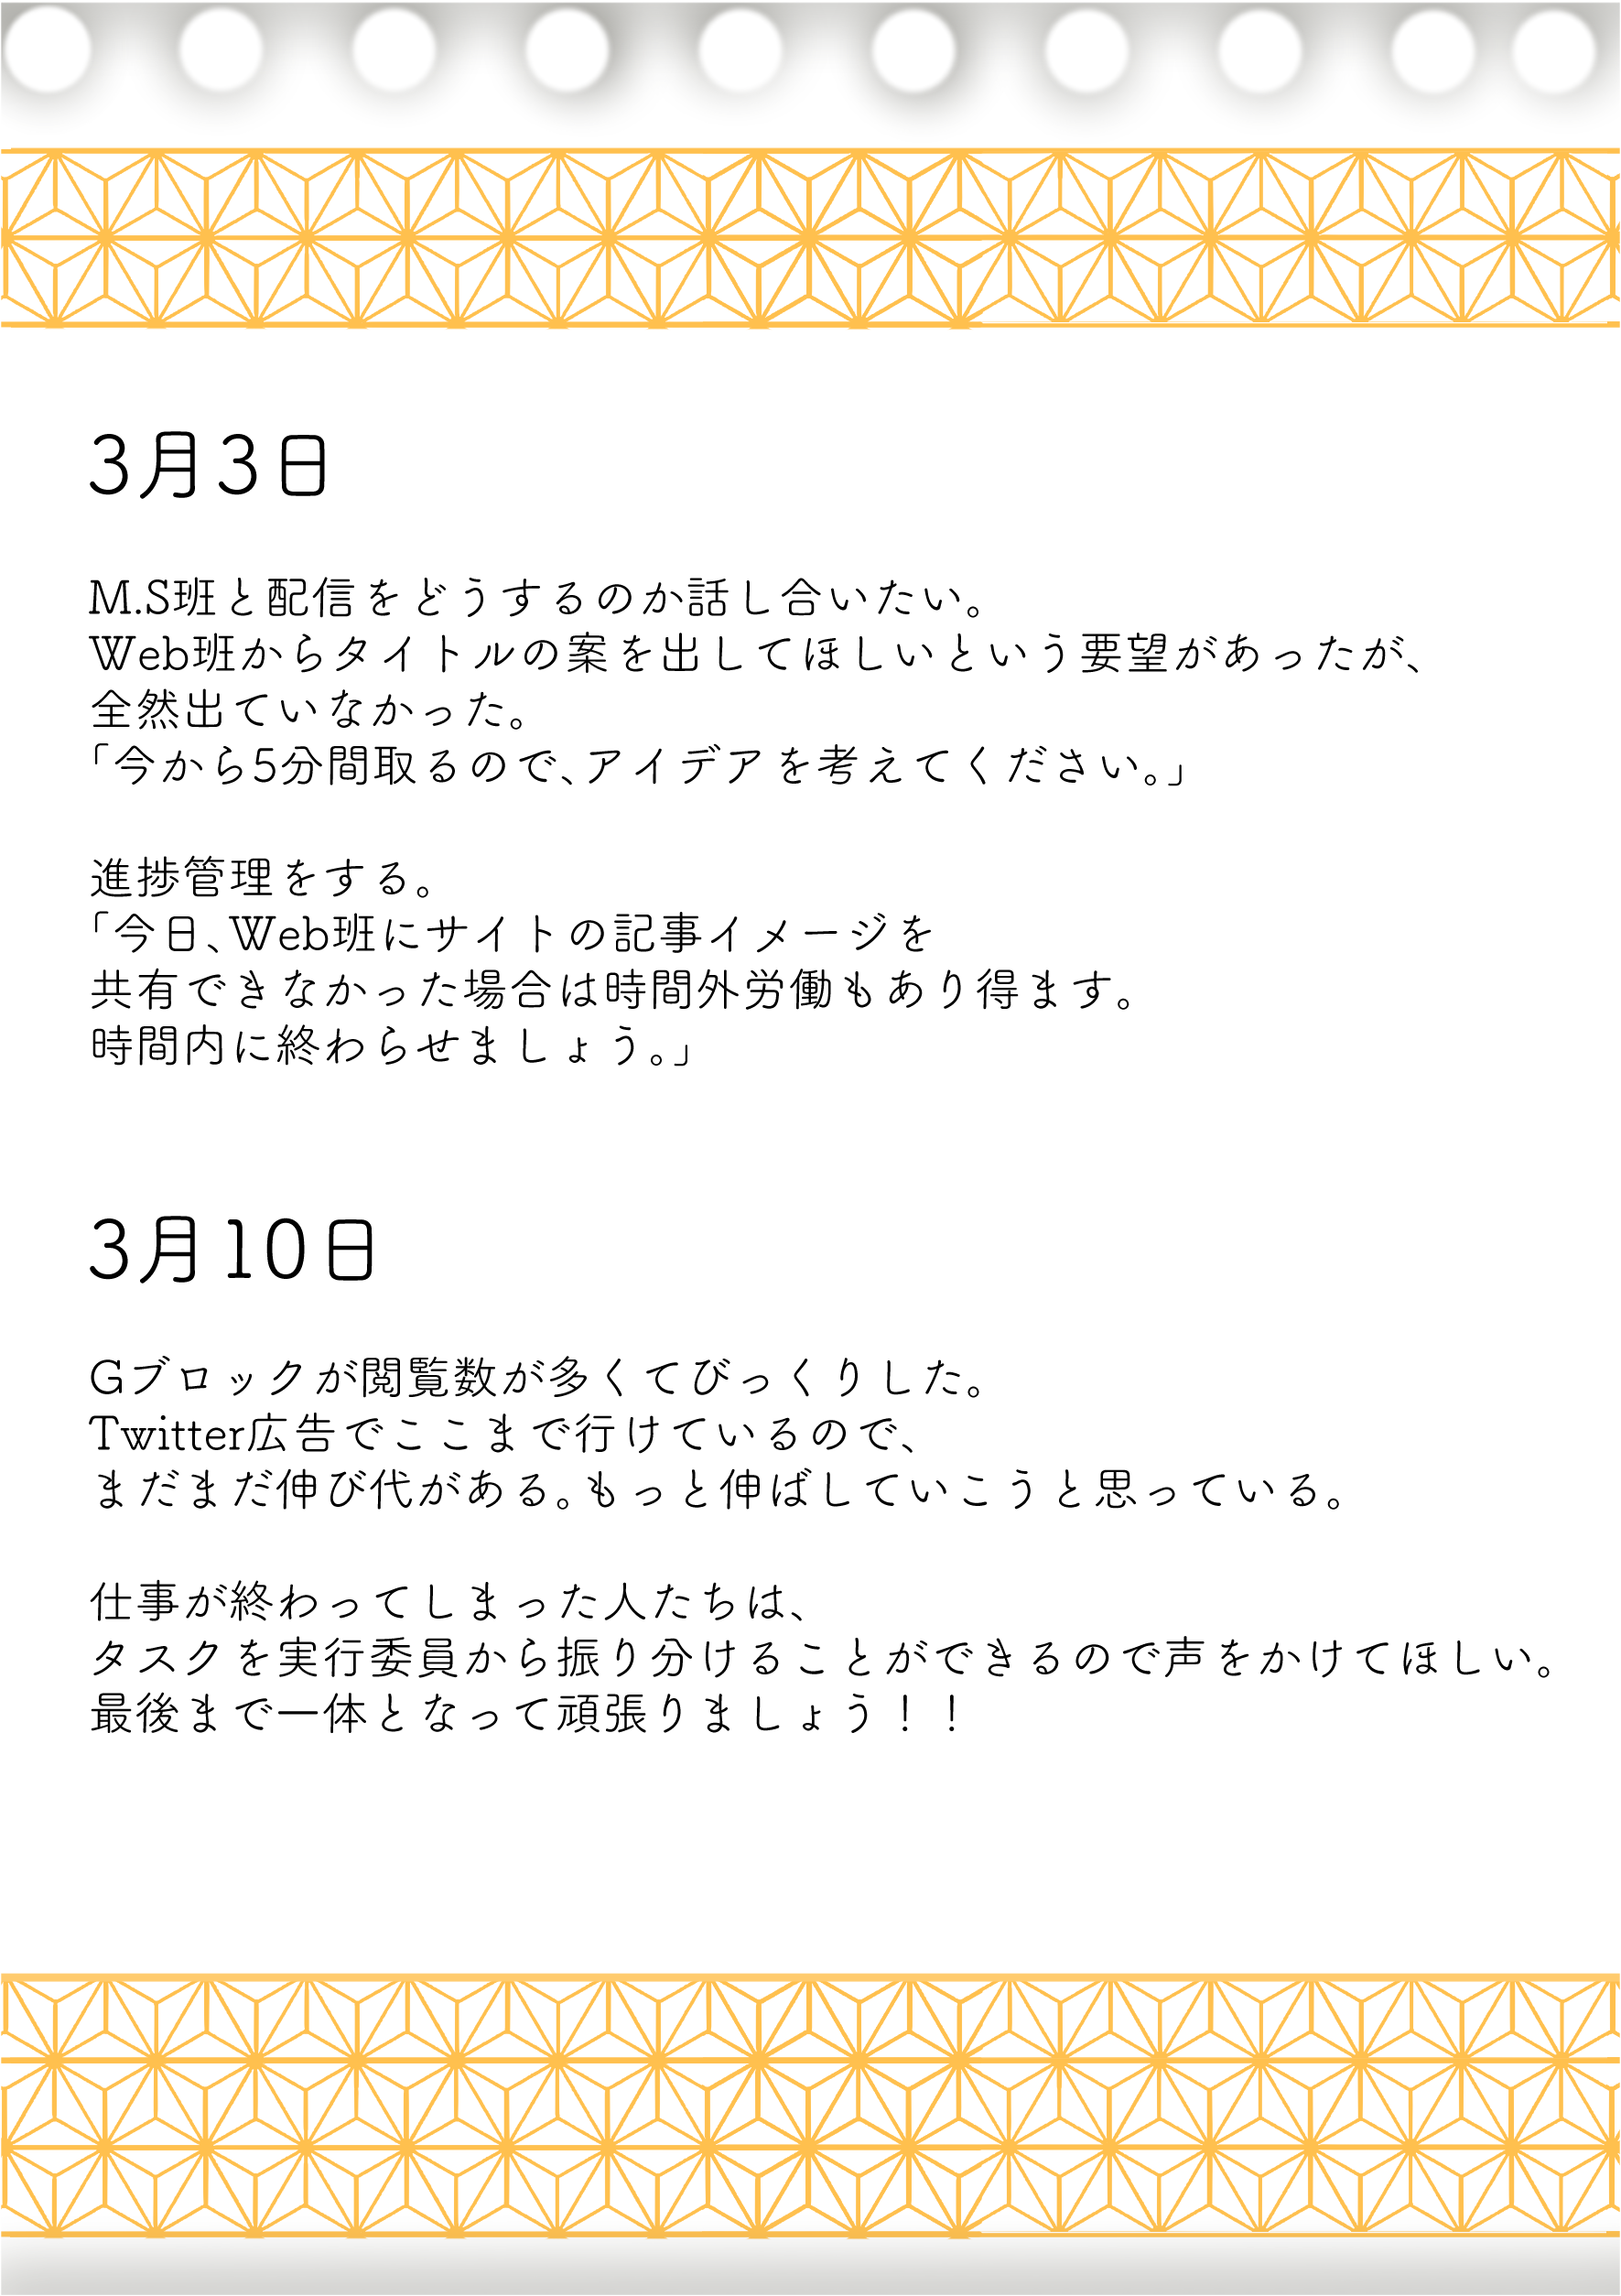 3月3日
M.S班と配信をどうするのか話し合いたい。
Web班からタイトルの案を出してほしいという要望があったが、
全然出ていなかった。
「今から5分間取るので、アイデアを考えてください。」
進捗管理をする。
「今日、Web班にサイトの記事イメージを
共有できなかった場合は時間外労働もあり得ます。
時間内に終わらせましょう。」
3月10日
Gブロックが閲覧数が多くてびっくりした。
Twitter広告でここまで行けているので、
まだまだ伸び代がある。もっと伸ばしていこうと思っている。
仕事が終わってしまった人たちは、
タスクを実行委員から振り分けることができるので声をかけてほしい。
最後まで一体となって頑張りましょう！！